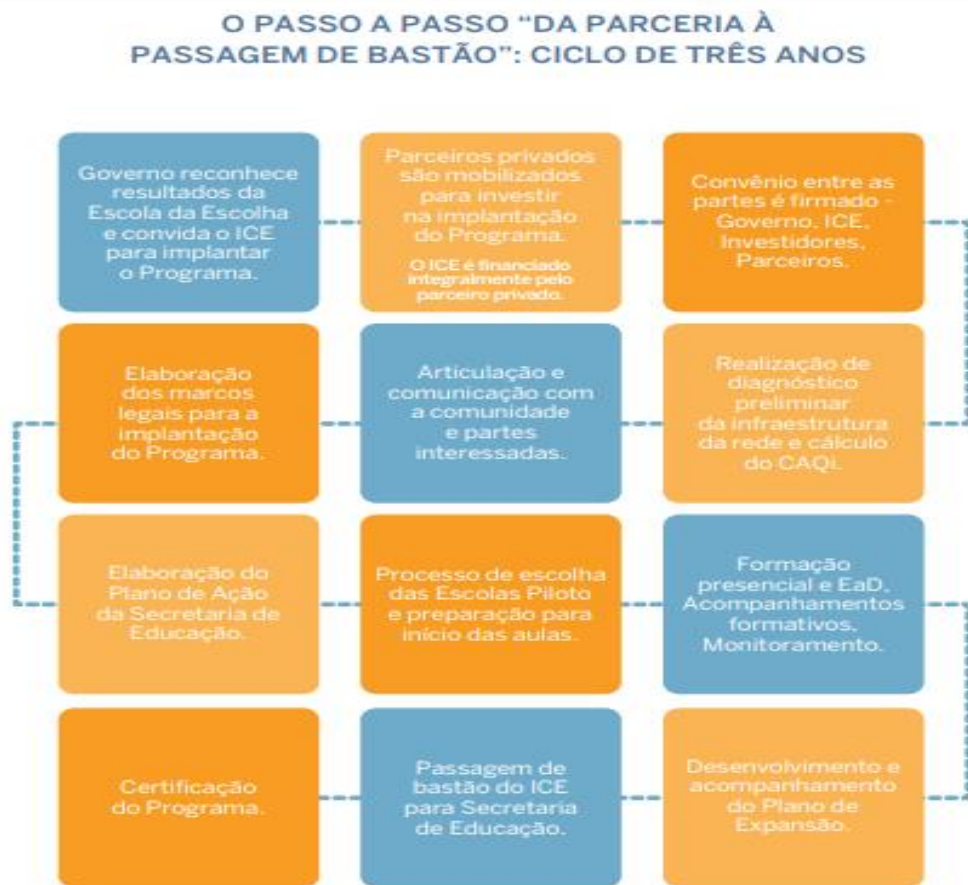 O PASSO A PASSO “DA PARCERIA À
PASSAGEM DE BASTÃO”: CICLO DE TRÊS ANOS
Governo reconhece
resultados da
Escola da Escolha
e convida o ICE
para implantar
o Programa.
Parceiros privados
são mobilizados
para investir
na implantação
do Programa.
O ICE é financiado
integralmente pelo
parceiro privado.
Convênio entre as
partes é firmado -
Governo, ICE,
Investidores,
Parceiros.
Realização de
diagnóstico
preliminar
da infraestrutura
da rede e cálculo
do CAQi.
Articulação e
comunicação com
a comunidade
e partes
interessadas.
Elaboração
dos marcos
legais para a
implantação
do Programa.
Elaboração do
Plano de Ação
da Secretaria de
Educação.
Processo de escolha
das Escolas Piloto
e preparação para
início das aulas.
Formação
presencial e EaD,
Acompanhamentos
formativos,
Monitoramento.
Desenvolvimento e
acompanhamento
do Plano de
Expansão.
Passagem de
bastão do ICE
para Secretaria
de Educação.
Certificação
do Programa.